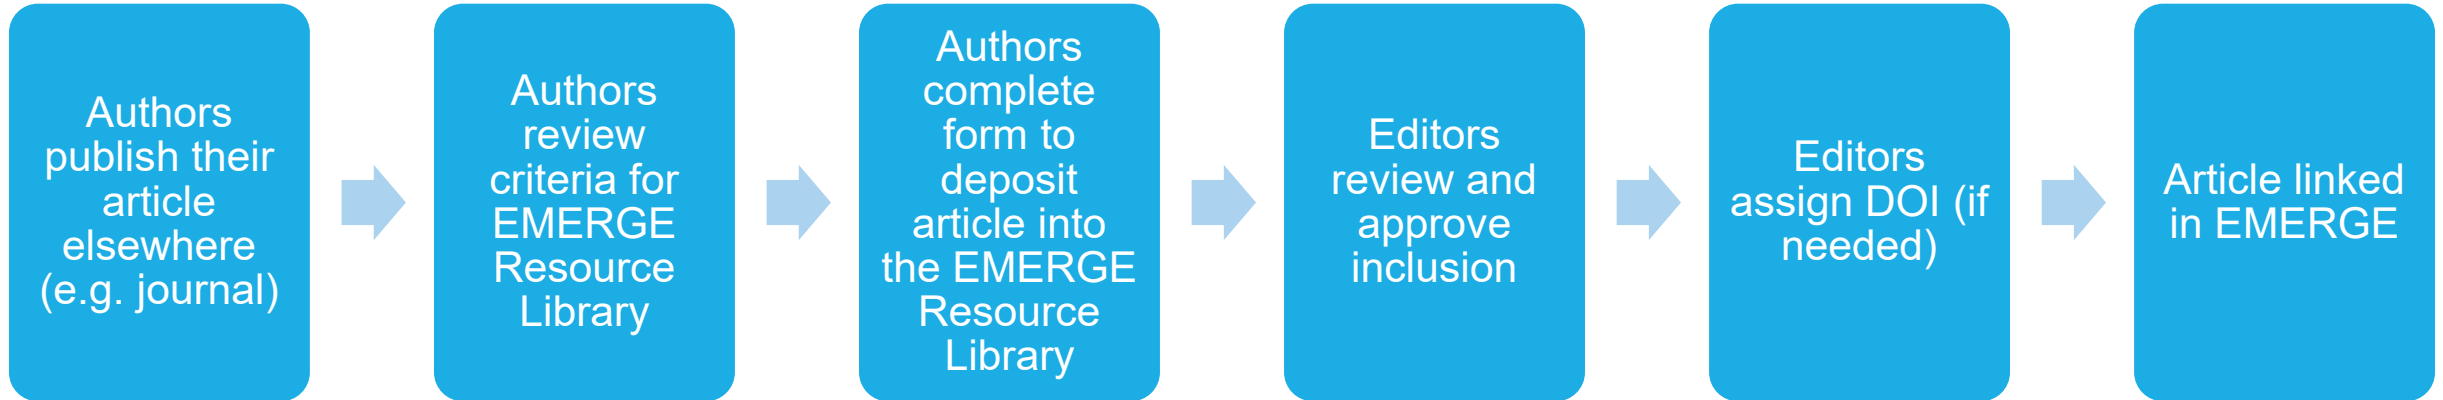 Authors
publish their
article
elsewhere
(e.g. journal)
Authors
review
criteria for
EMERGE
Resource
Library
Authors
complete
form to
deposit
article into
the EMERGE
Resource
Library
Editors
review and
approve
inclusion
Editors
assign DOI (if
needed)
Article linked
in EMERGE